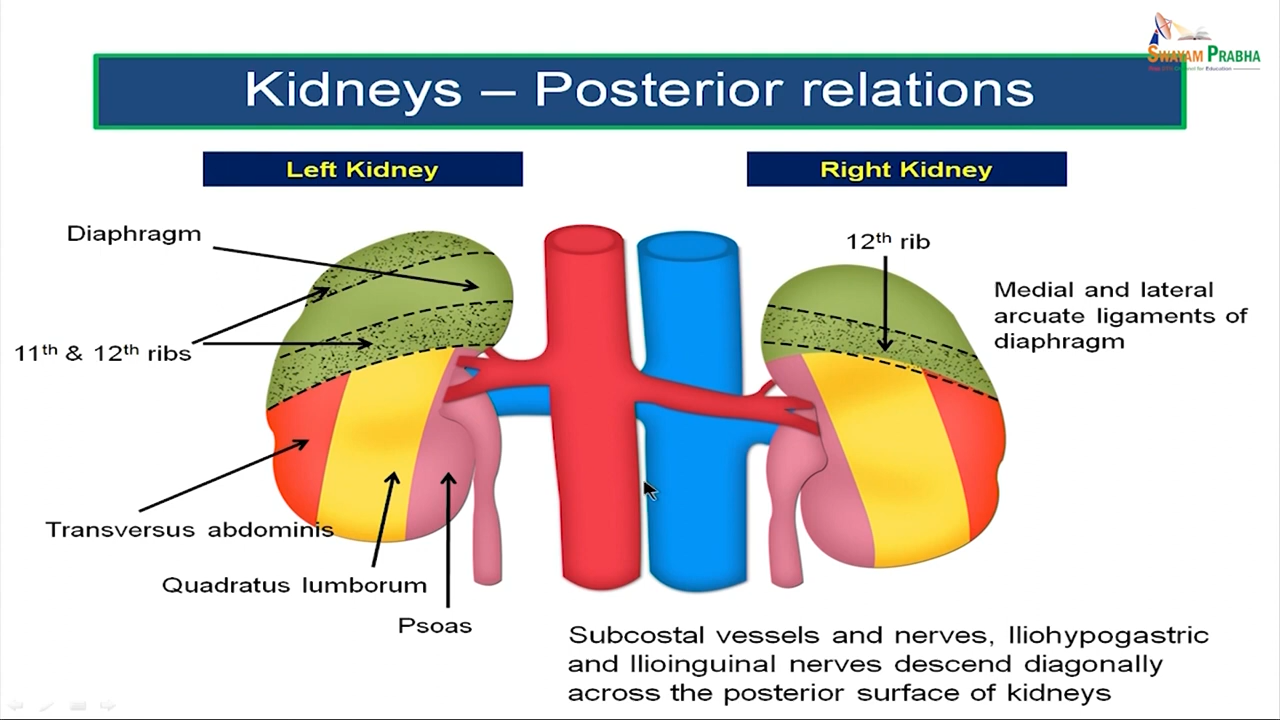 SWAYAM PRABHA
Kidneys – Posterior relations
Left Kidney
Right Kidney
Diaphragm
11th & 12th ribs
Transversus abdominis
Quadratus lumborum
Psoas
12th rib
Medial and lateral
arcuate ligaments of
diaphragm
Subcostal vessels and nerves, Iliohypogastric
and Ilioinguinal nerves descend diagonally
across the posterior surface of kidneys